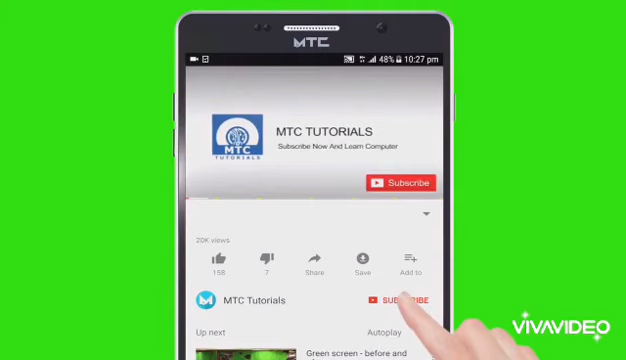 MTC
48% 10:27 pm
MTC
TUTORIALS
MTC TUTORIALS
Subscribe Now And Learn Computer
Subscribe
20K views
158
7
Share
Save
Add to
MTC Tutorials
SUBSCRIBE
Up next
Autoplay
Green screen - before and
VIVAVIDEO